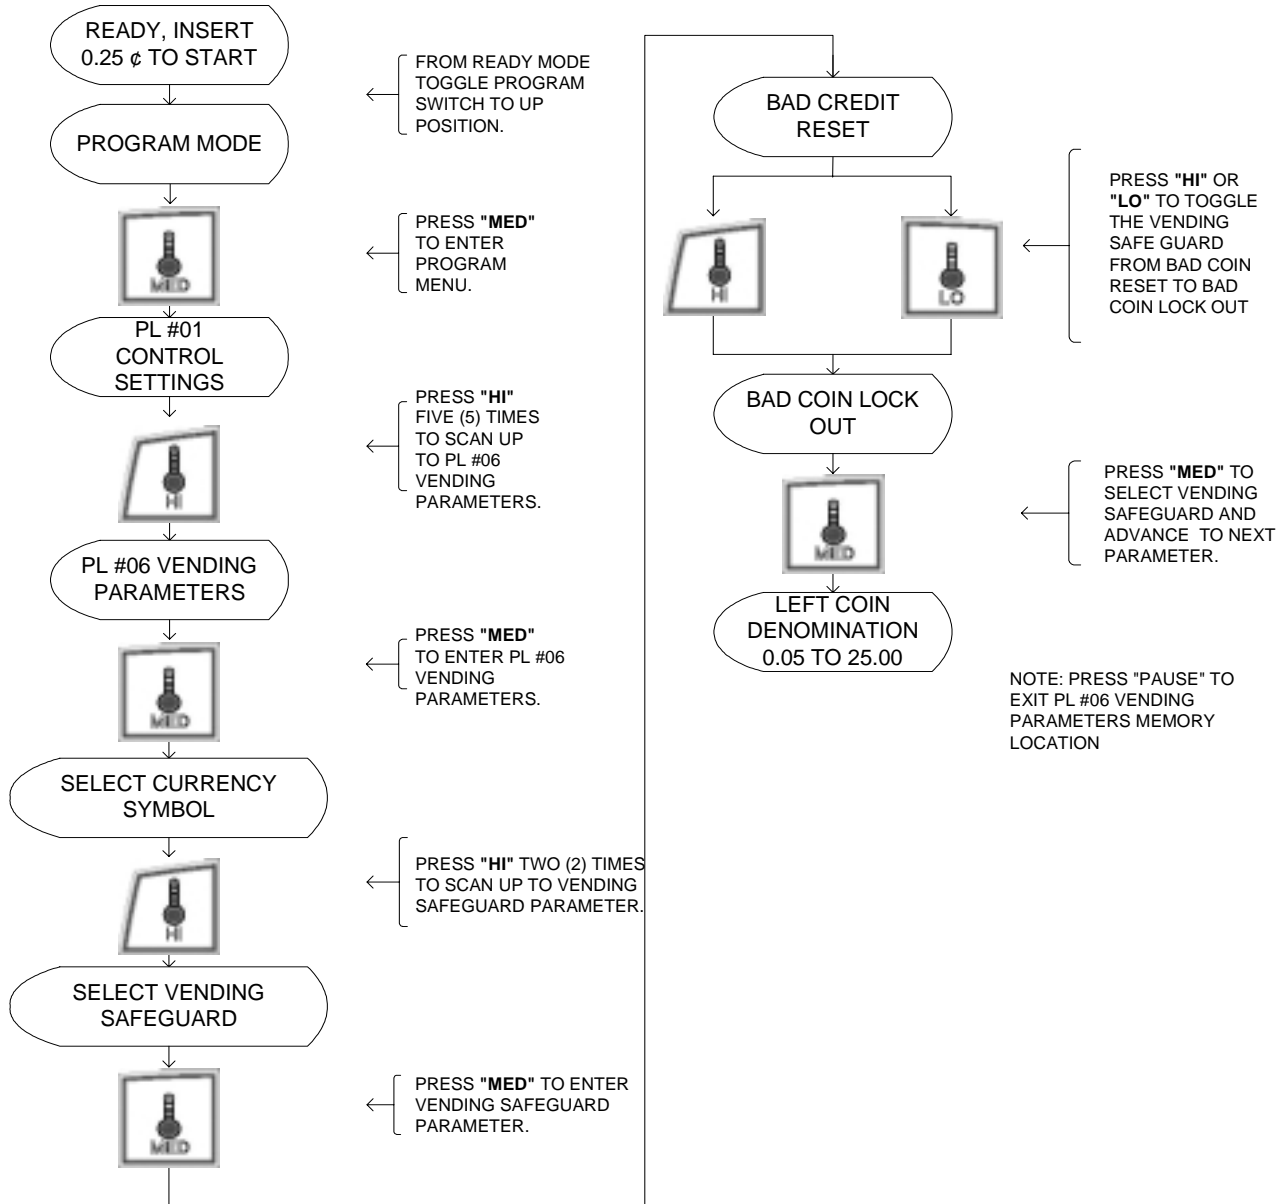 READY, INSERT
0.25 ¢ TO START
FROM READY MODE
TOGGLE PROGRAM
SWITCH TO UP
POSITION.
PROGRAM MODE
MED
PRESS "MED"
TO ENTER
PROGRAM
MENU.
PL #01
CONTROL
SETTINGS
HI
PRESS "HI"
FIVE (5) TIMES
TO SCAN UP
TO PL #06
VENDING
PARAMETERS.
PL #06 VENDING
PARAMETERS
MED
PRESS "MED"
TO ENTER PL #06
VENDING
PARAMETERS.
SELECT CURRENCY
SYMBOL
HI
PRESS "HI" TWO (2) TIMES
TO SCAN UP TO VENDING
SAFEGUARD PARAMETER.
SELECT VENDING
SAFEGUARD
MED
PRESS "MED" TO ENTER
VENDING SAFEGUARD
PARAMETER.
BAD CREDIT
RESET
HI
LO
PRESS "HI" OR
"LO" TO TOGGLE
THE VENDING
SAFE GUARD
FROM BAD COIN
RESET TO BAD
COIN LOCK OUT
BAD COIN LOCK
OUT
MED
PRESS "MED" TO
SELECT VENDING
SAFEGUARD AND
ADVANCE TO NEXT
PARAMETER.
LEFT COIN
DENOMINATION
0.05 TO 25.00
NOTE: PRESS "PAUSE" TO
EXIT PL #06 VENDING
PARAMETERS MEMORY
LOCATION